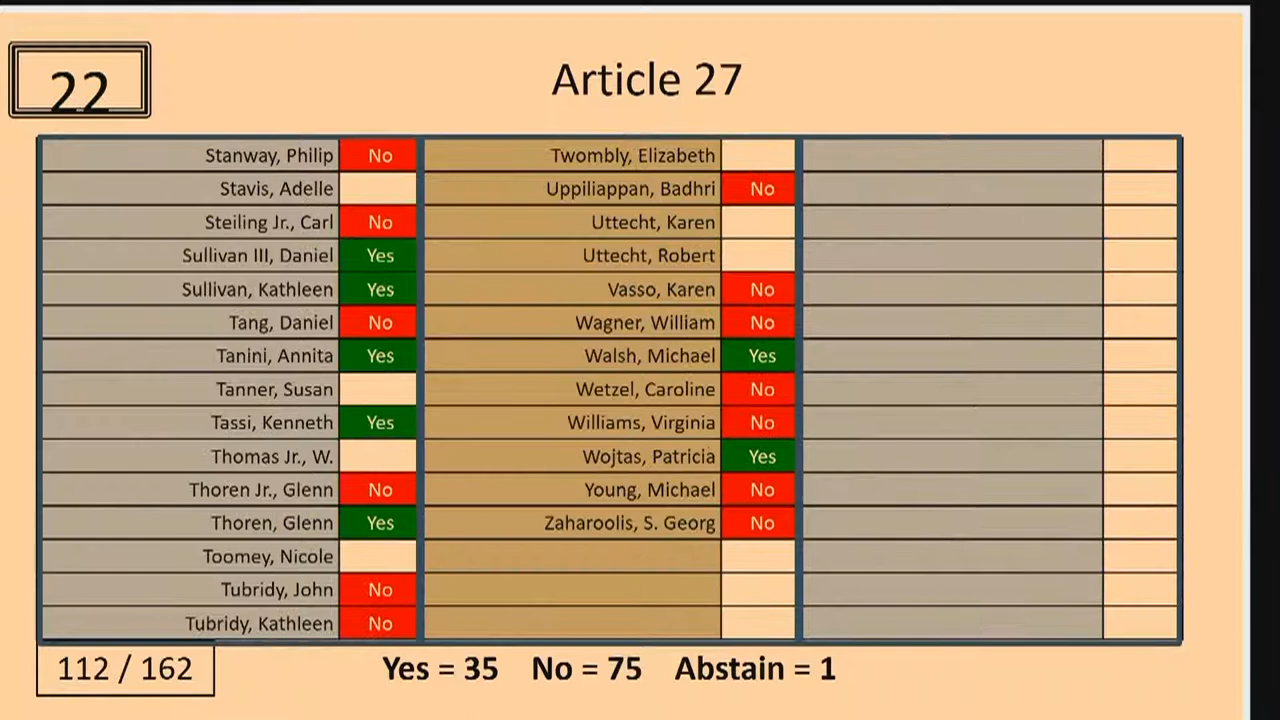 22
Article 27
Stanway, Philip No
Stavis, Adelle
Steiling Jr., Carl No
Sullivan III, Daniel Yes
Sullivan, Kathleen Yes
Tang, Daniel No
Tanini, Annita Yes
Tanner, Susan
Tassi, Kenneth Yes
Thomas Jr., W.
Thoren Jr., Glenn No
Thoren, Glenn Yes
Toomey, Nicole
Tubridy, John No
Tubridy, Kathleen No
Twombly, Elizabeth
Uppiliappan, Badhri No
Uttecht, Karen
Uttecht, Robert
Vasso, Karen No
Wagner, William No
Walsh, Michael Yes
Wetzel, Caroline No
Williams, Virginia No
Wojtas, Patricia Yes
Young, Michael No
Zaharoolis, S. Georg No
112 / 162
Yes = 35 No = 75 Abstain = 1